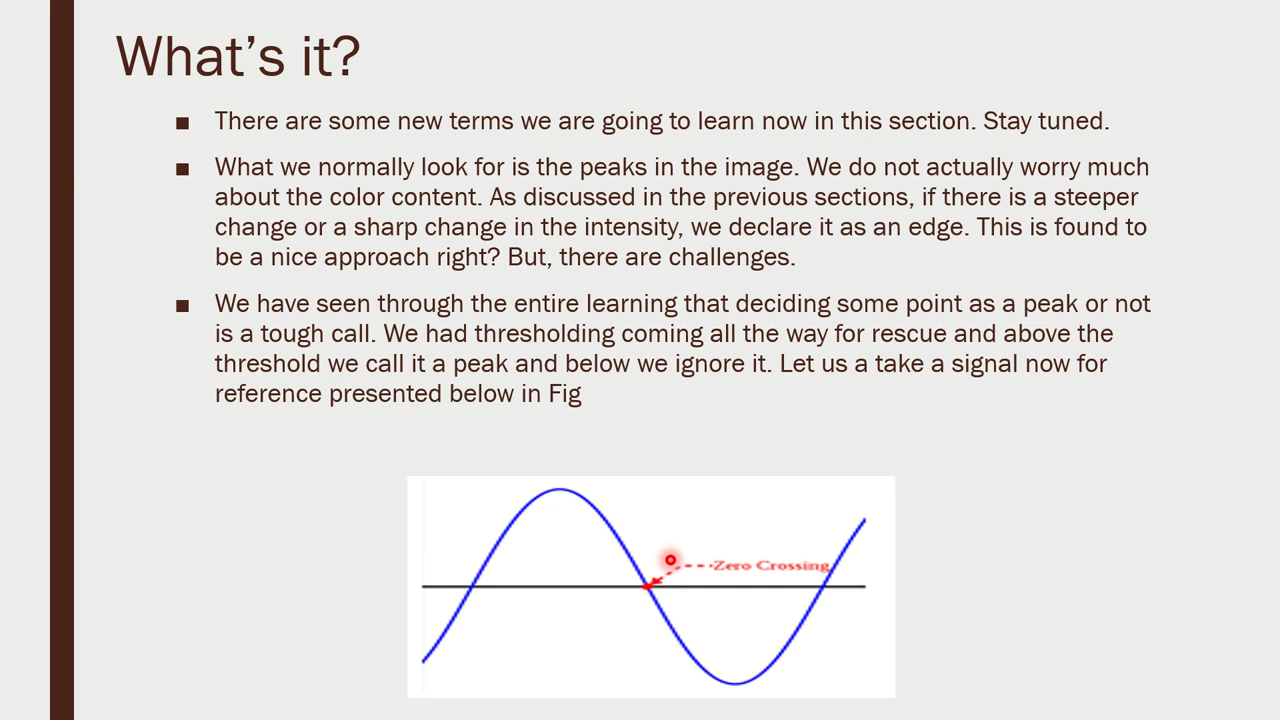 What’s it?
■ There are some new terms we are going to learn now in this section. Stay tuned.
■ What we normally look for is the peaks in the image. We do not actually worry much
about the color content. As discussed in the previous sections, if there is a steeper
change or a sharp change in the intensity, we declare it as an edge. This is found to
be a nice approach right? But, there are challenges.
■ We have seen through the entire learning that deciding some point as a peak or not
is a tough call. We had thresholding coming all the way for rescue and above the
threshold we call it a peak and below we ignore it. Let us a take a signal now for
reference presented below in Fig
Zero Crossing